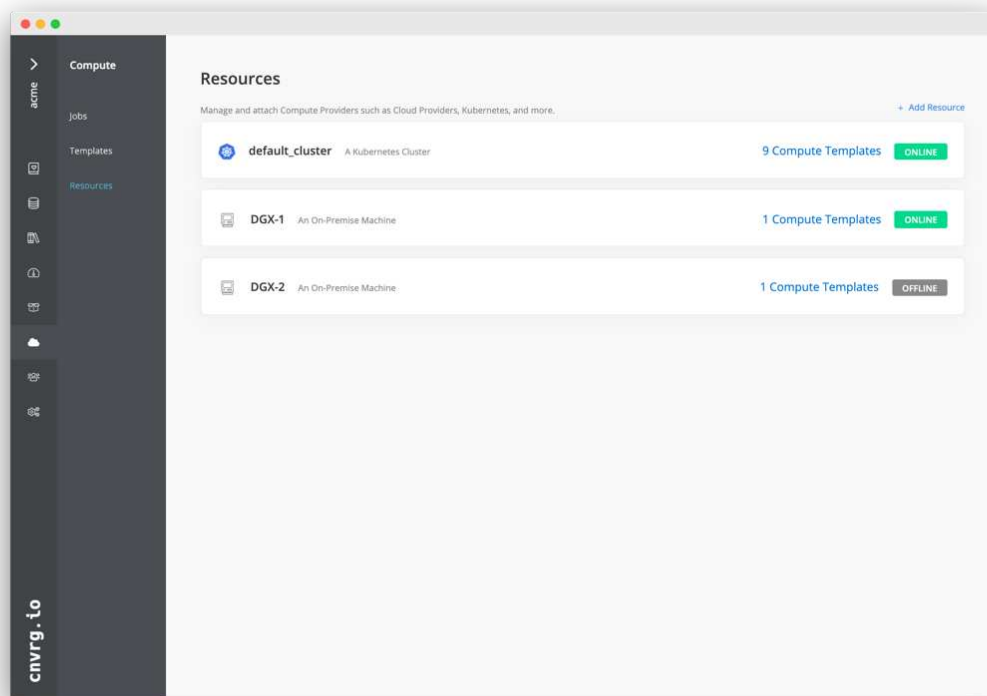 acme
Compute
Jobs
Templates
Resources
cnvrg.io
Resources
Manage and attach Compute Providers such as Cloud Providers, Kubernetes, and more.
+ Add Resource
default_cluster A Kubernetes Cluster 9 Compute Templates ONLINE
DGX-1 An On-Premise Machine 1 Compute Templates ONLINE
DGX-2 An On-Premise Machine 1 Compute Templates OFFLINE